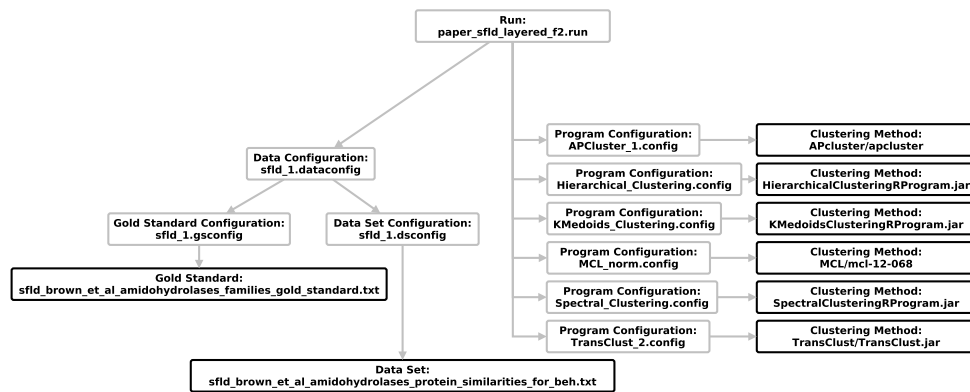 Run:
paper_sfld_layered_f2.run
Program Configuration:
APCluster_1.config
Clustering Method:
APcluster/apcluster
Data Configuration:
sfld_1.dataconfig
Program Configuration:
Hierarchical_Clustering.config
Clustering Method:
HierarchicalClusteringRProgram.jar
Gold Standard Configuration:
sfld_1.gsconfig
Data Set Configuration:
sfld_1.dsconfig
Program Configuration:
KMedoids_Clustering.config
Clustering Method:
KMedoidsClusteringRProgram.jar
Program Configuration:
MCL_norm.config
Clustering Method:
MCL/mcl-12-068
Gold Standard:
sfld_brown_et_al_amidohydrolases_families_gold_standard.txt
Program Configuration:
Spectral_Clustering.config
Clustering Method:
SpectralClusteringRProgram.jar
Program Configuration:
TransClust_2.config
Clustering Method:
TransClust/TransClust.jar
Data Set:
sfld_brown_et_al_amidohydrolases_protein_similarities_for_beh.txt